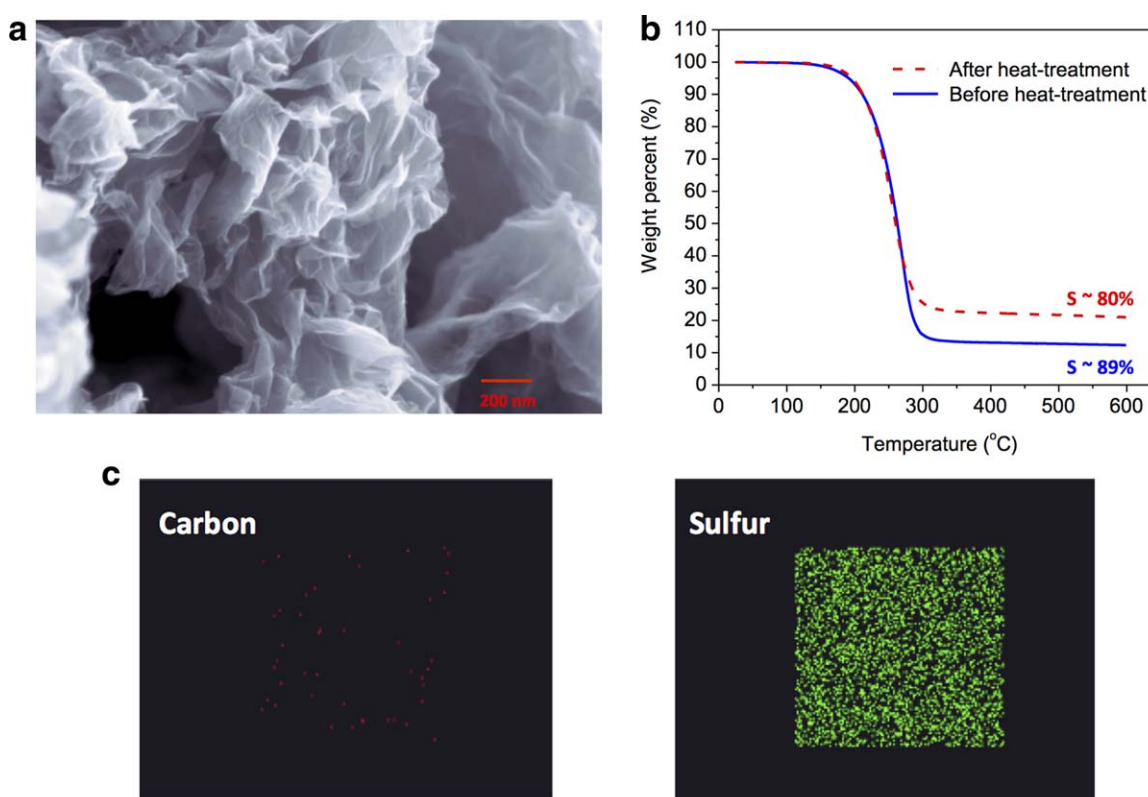 a
200 nm
b
110
100
90
80
70
60
50
40
30
20
10
0
Weight percent (%)
After heat-treatment
Before heat-treatment
S ~ 80%
S ~ 89%
0 100 200 300 400 500 600
Temperature (°C)
c
Carbon
Sulfur